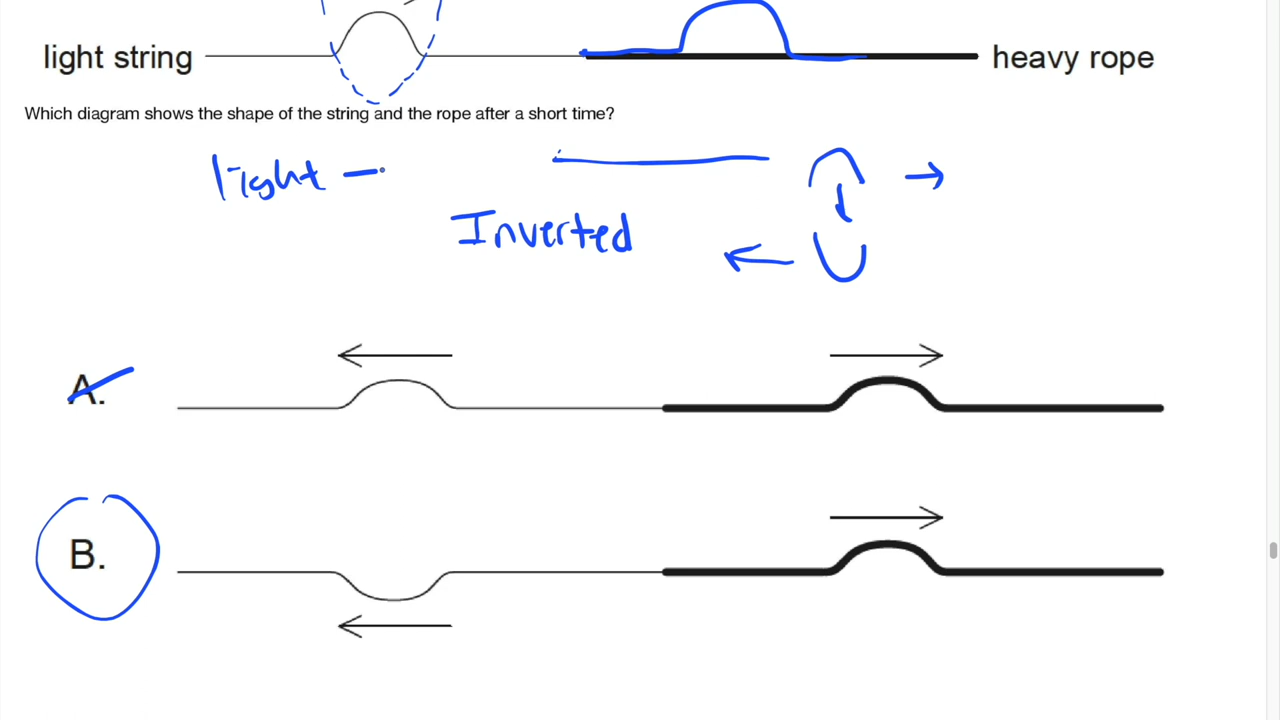 light string heavy rope
Which diagram shows the shape of the string and the rope after a short time?
light –
Inverted
A.
B.